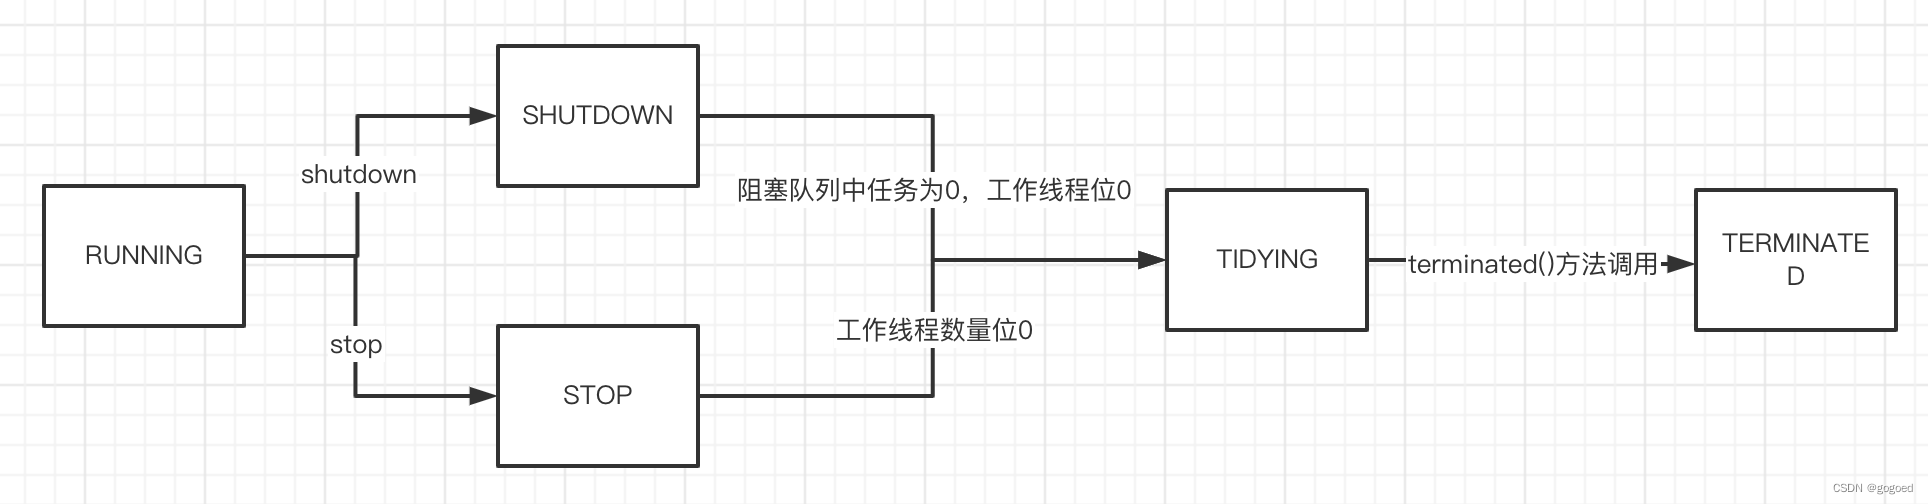 RUNNING
shutdown
stop
SHUTDOWN
STOP
阻塞队列中任务为0，工作线程位0
工作线程数量位0
TIDYING
terminated()方法调用
TERMINATE
D
CSDN @gogoed